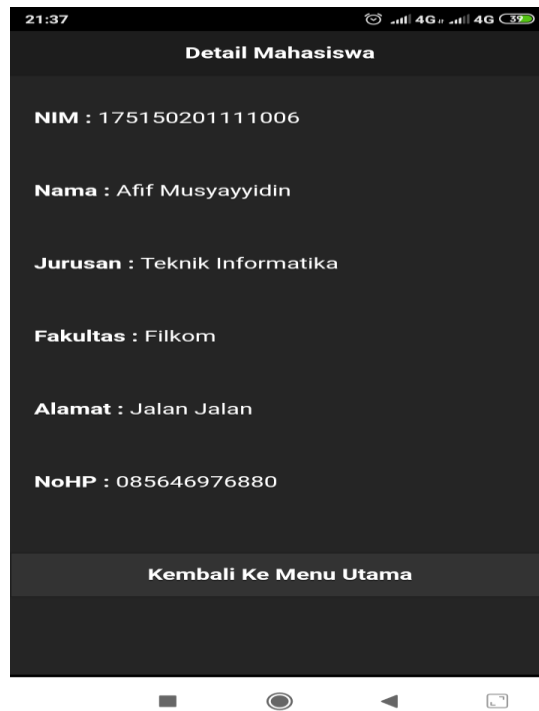 21:37 4G 4G 39
Detail Mahasiswa
NIM : 175150201111006
Nama : Afif Musyayyidin
Jurusan : Teknik Informatika
Fakultas : Filkom
Alamat : Jalan Jalan
NoHP : 085646976880
Kembali Ke Menu Utama